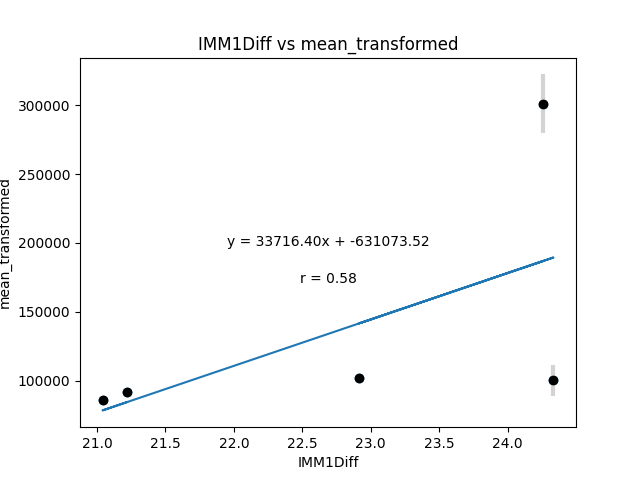 IMM1Diff vs mean_transformed
mean_transformed
300000
250000
200000
150000
100000
y = 33716.40x + -631073.52
r = 0.58
21.0 21.5 22.0 22.5 23.0 23.5 24.0
IMM1Diff